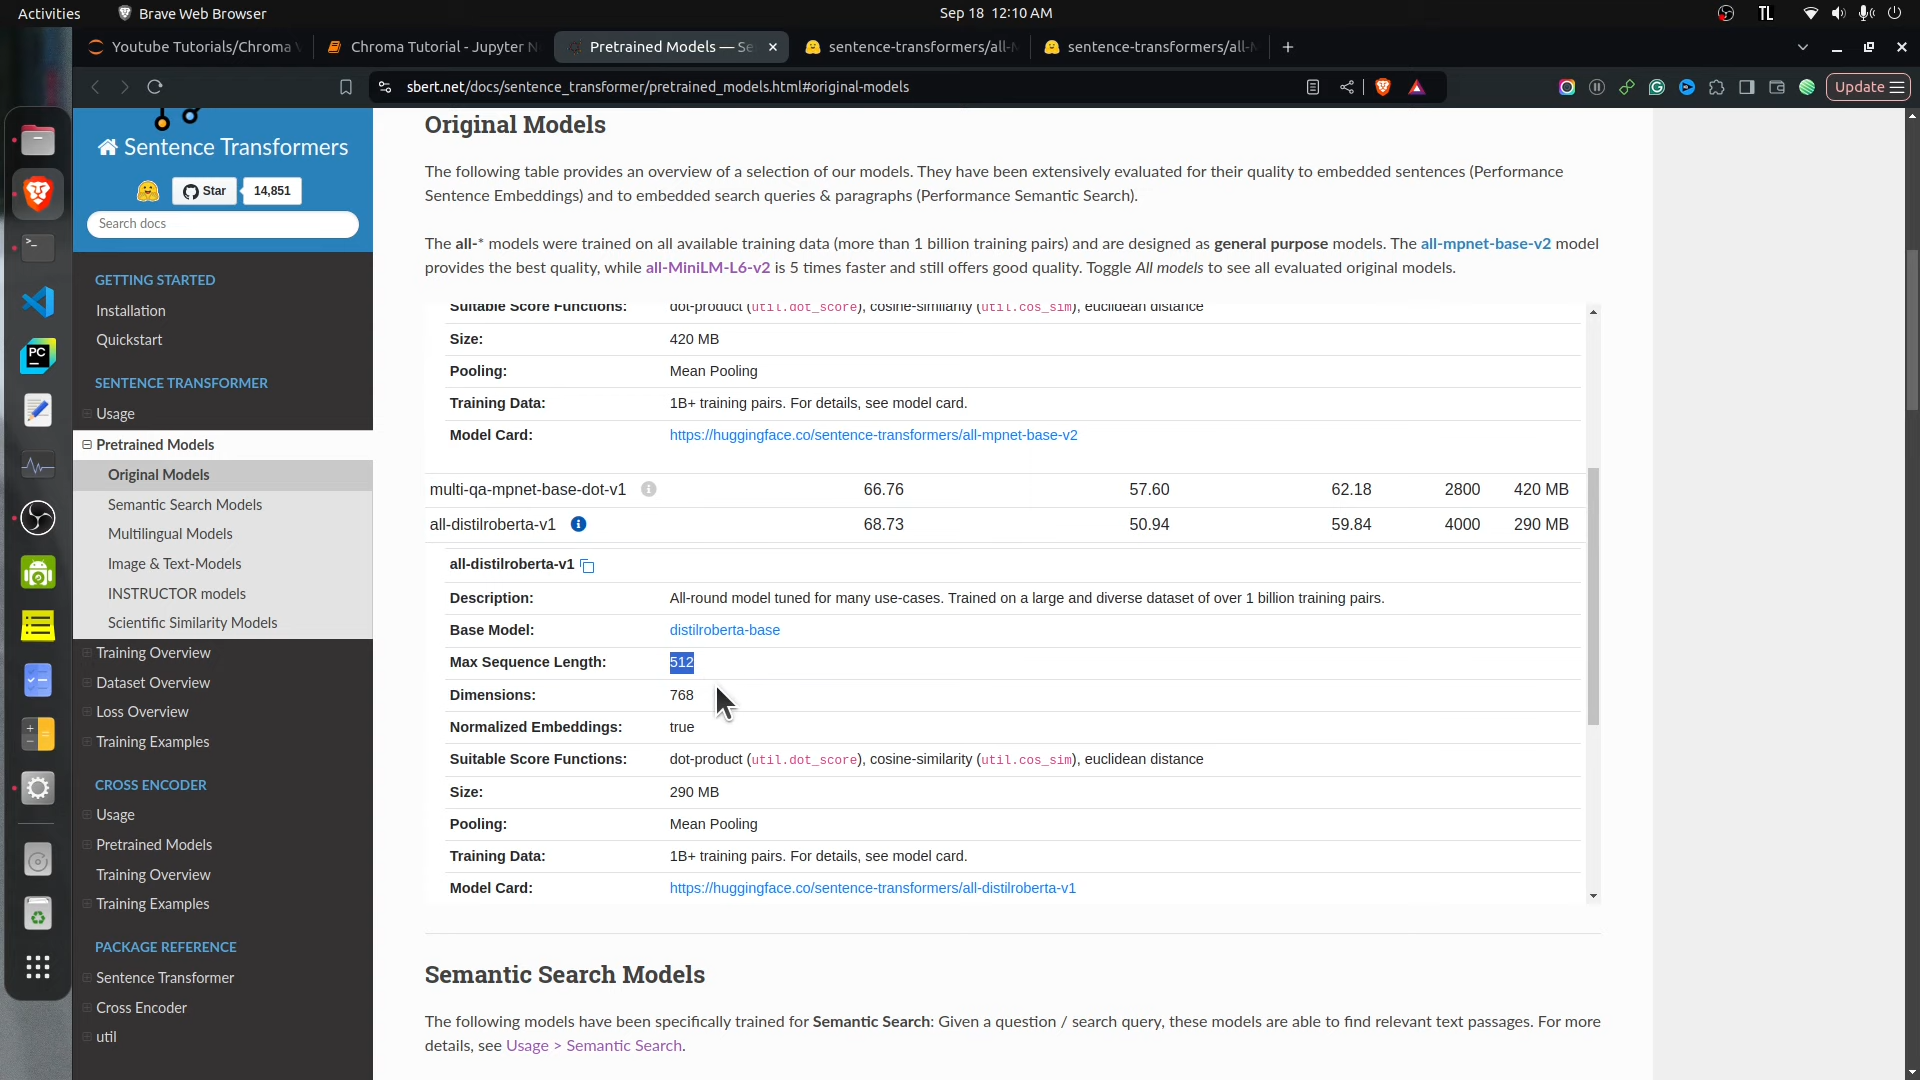 Activities
Brave Web Browser
Sep 18 12:10 AM
TL
Youtube Tutorials/Chroma
Chroma Tutorial - Jupyter N
Pretrained Models — Se
sentence-transformers/all-
sentence-transformers/all-
sbert.net/docs/sentence_transformer/pretrained_models.html#original-models
Update
Sentence Transformers
Star
14,851
Search docs
GETTING STARTED
Installation
Quickstart
SENTENCE TRANSFORMER
Usage
Pretrained Models
Original Models
Semantic Search Models
Multilingual Models
Image & Text-Models
INSTRUCTOR models
Scientific Similarity Models
Training Overview
Dataset Overview
Loss Overview
Training Examples
CROSS ENCODER
Usage
Pretrained Models
Training Overview
Training Examples
PACKAGE REFERENCE
Sentence Transformer
Cross Encoder
util
Original Models
The following table provides an overview of a selection of our models. They have been extensively evaluated for their quality to embedded sentences (Performance
Sentence Embeddings) and to embedded search queries & paragraphs (Performance Semantic Search).
The all-* models were trained on all available training data (more than 1 billion training pairs) and are designed as general purpose models. The all-mpnet-base-v2 model
provides the best quality, while all-MiniLM-L6-v2 is 5 times faster and still offers good quality. Toggle All models to see all evaluated original models.
Suitable Score Functions: dot-product (util.dot_score), cosine-similarity (util.cos_sim), euclidean distance
Size: 420 MB
Pooling: Mean Pooling
Training Data: 1B+ training pairs. For details, see model card.
Model Card: https://huggingface.co/sentence-transformers/all-mpnet-base-v2
multi-qa-mpnet-base-dot-v1 66.76 57.60 62.18 2800 420 MB
all-distilroberta-v1 68.73 50.94 59.84 4000 290 MB
all-distilroberta-v1
Description: All-round model tuned for many use-cases. Trained on a large and diverse dataset of over 1 billion training pairs.
Base Model: distilroberta-base
Max Sequence Length: 512
Dimensions: 768
Normalized Embeddings: true
Suitable Score Functions: dot-product (util.dot_score), cosine-similarity (util.cos_sim), euclidean distance
Size: 290 MB
Pooling: Mean Pooling
Training Data: 1B+ training pairs. For details, see model card.
Model Card: https://huggingface.co/sentence-transformers/all-distilroberta-v1
Semantic Search Models
The following models have been specifically trained for Semantic Search: Given a question / search query, these models are able to find relevant text passages. For more
details, see Usage > Semantic Search.
PC